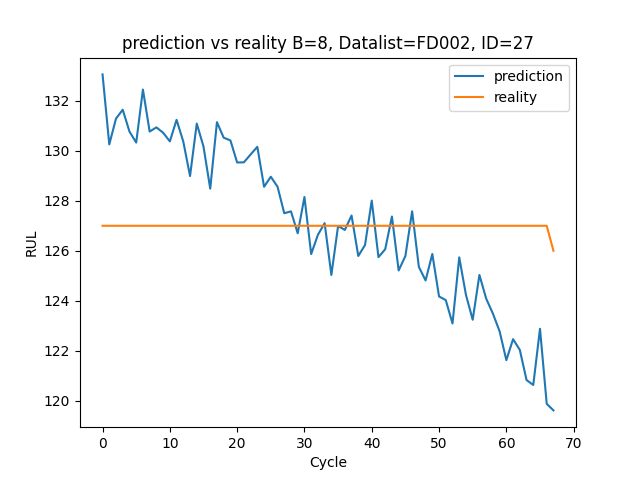 prediction vs reality B=8, Datalist=FD002, ID=27
prediction
reality
RUL
132
130
128
126
124
122
120
0 10 20 30 40 50 60 70
Cycle